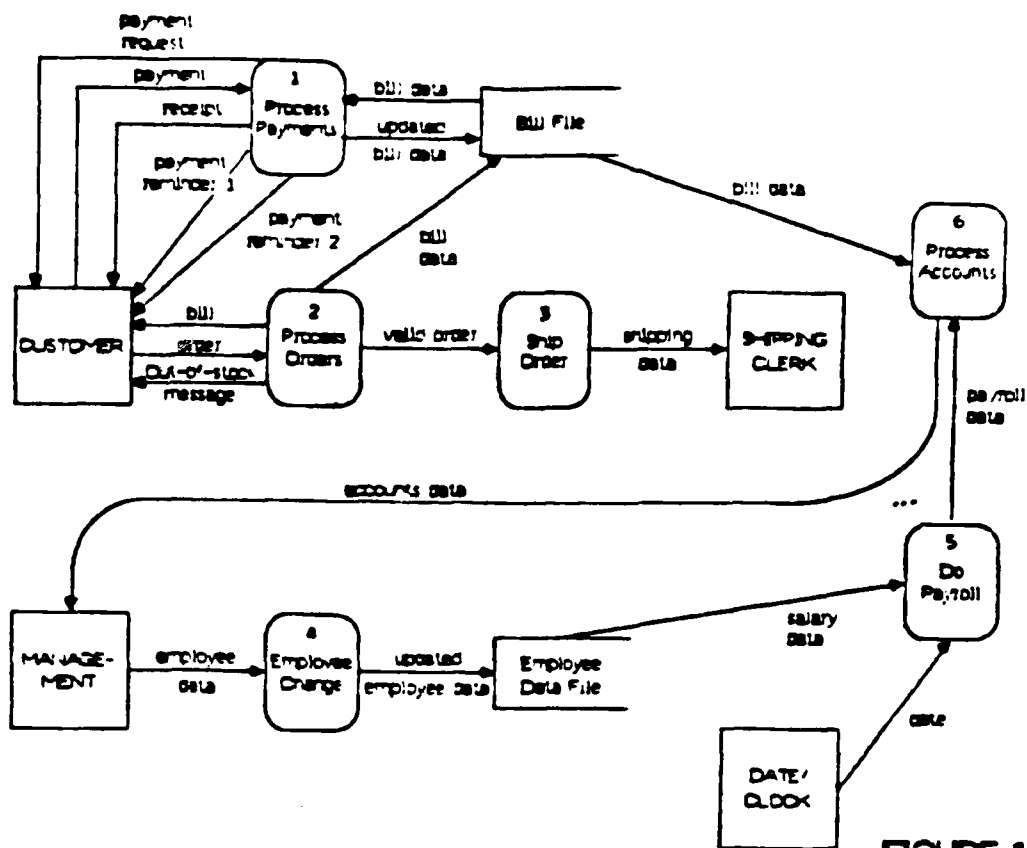 payment
request
payment
receipt
payment
reminder 1
payment
reminder 2
1
Process
Payments
bill data
updated
bill data
Bill File
bill data
bill
data
6
Process
Accounts
CUSTOMER
bill
order
Out-of-stock
message
2
Process
Orders
valid order
3
Ship
Order
shipping
data
SHIPPING
CLERK
payroll
data
accounts data
...
5
Do
Payroll
salary
data
MANAGE-
MENT
employee
data
4
Employee
Change
updated
employee data
Employee
Data File
date
DATE/
CLOCK
FIGURE 1